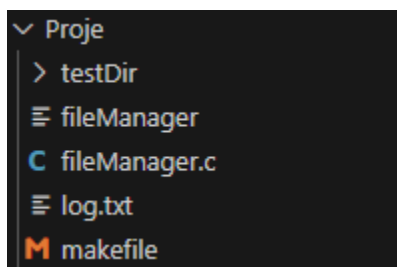 Proje
testDir
fileManager
C fileManager.c
log.txt
M makefile